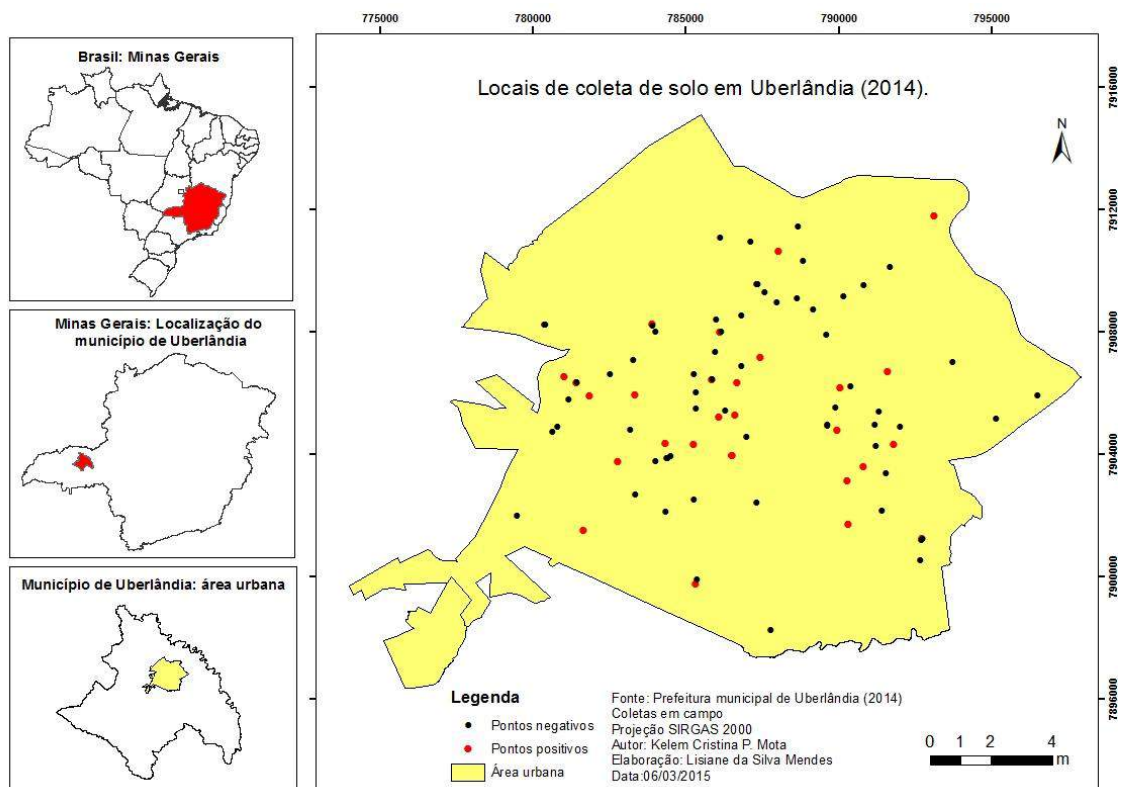 775000 780000 785000 790000 795000
Brasil: Minas Gerais
Minas Gerais: Localização do
município de Uberlândia
Município de Uberlândia: área urbana
Locais de coleta de solo em Uberlândia (2014).
N
7916000
7912000
7908000
7904000
7900000
7896000
Legenda
Pontos negativos
Pontos positivos
Área urbana
Fonte: Prefeitura municipal de Uberlândia (2014)
Coletas em campo
Projeção SIRGAS 2000
Autor: Kelem Cristina P. Mota
Elaboração: Lisiane da Silva Mendes
Data:06/03/2015
0 1 2 4
m